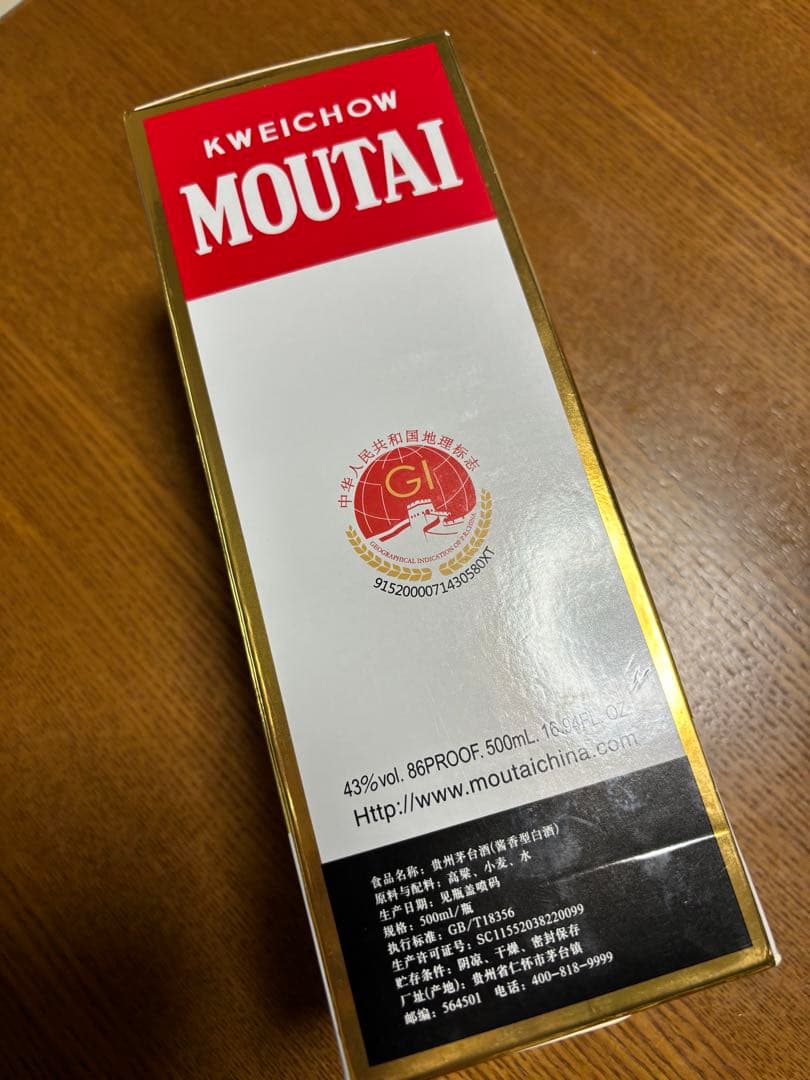 KWEICHOW
MOUTAI
中华人民共和国地理标志
GI
GEOGRAPHICAL INDICATION OF P.R.CHINA
9152000071430580XT
43%vol. 86PROOF. 500mL. 16.94FL. OZ.
Http://www.moutaichina.com
食品名称：贵州茅台酒(酱香型白酒)
原料与配料：高粱、小麦、水
生产日期：见瓶盖喷码
规格：500ml/瓶
执行标准：GB/T18356
生产许可证号：SC11552038220099
贮存条件：阴凉、干燥、密封保存
厂址(产地)：贵州省仁怀市茅台镇
邮编：564501 电话：400-818-9999